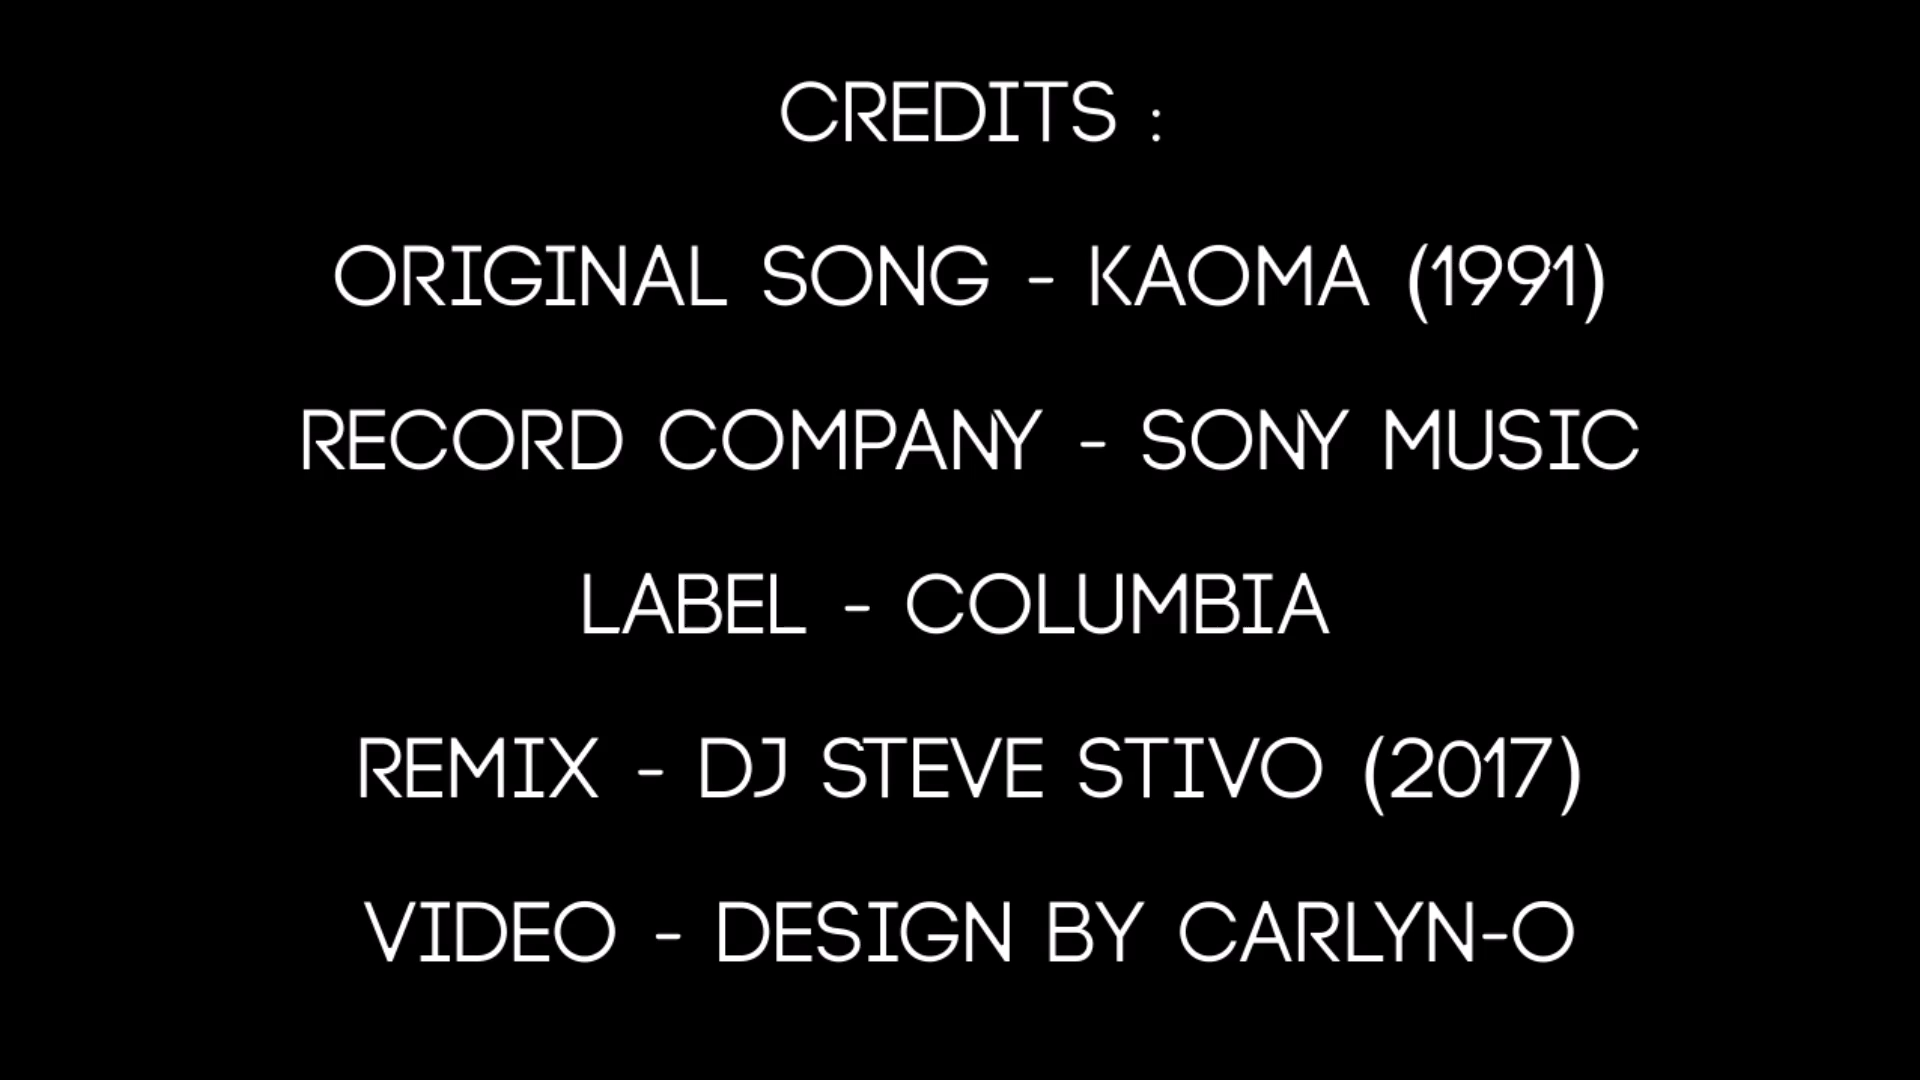 CREDITS :
ORIGINAL SONG - KAOMA (1991)
RECORD COMPANY - SONY MUSIC
LABEL - COLUMBIA
REMIX - DJ STEVE STIVO (2017)
VIDEO - DESIGN BY CARLYN-O